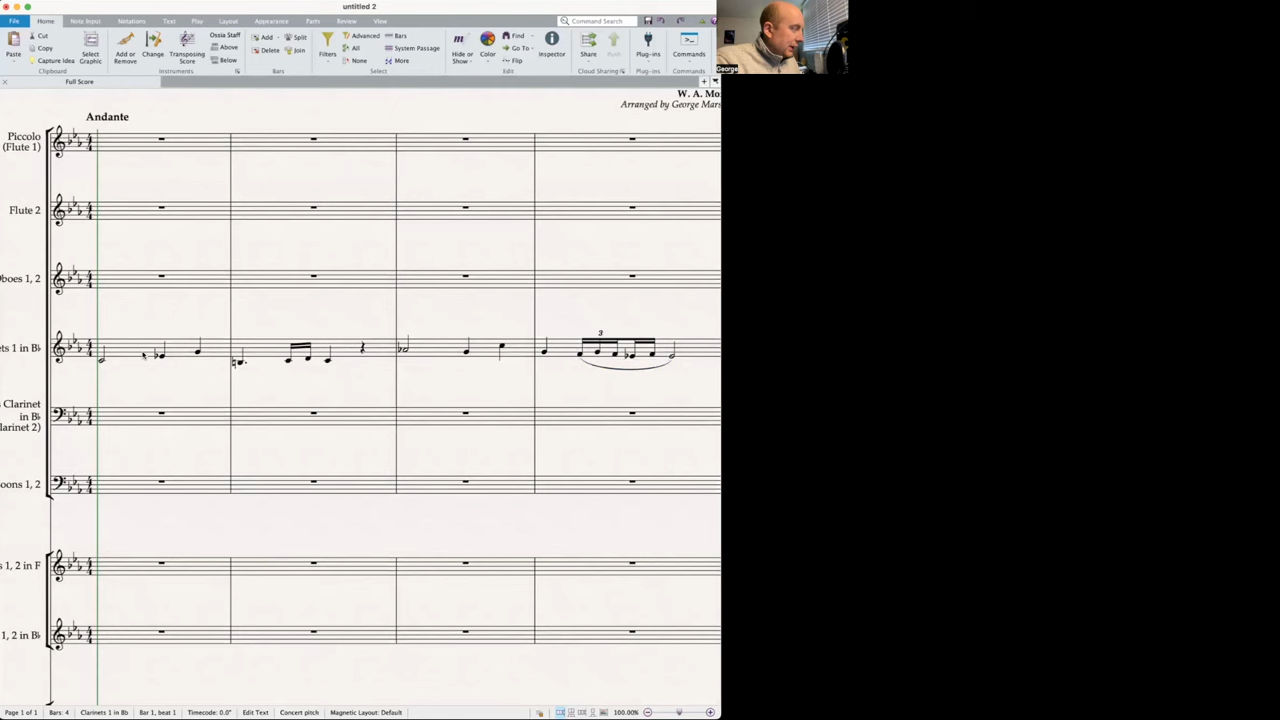 untitled 2
File Home Note Input Notations Text Play Layout Appearance Parts Review View Command Search
Paste Cut Copy Capture Idea Select Graphic Add or Remove Change Transposing Score Ossia Staff Above Below Add Delete Split Join Filters Advanced All None Bars System Passage More Hide or Show Color Find Go To Flip Inspector Share Plug-ins Commands
Clipboard Instruments Bars Select Edit Cloud Sharing Plug-ins Commands
George
Full Score
W. A. Mo
Arranged by George Mars
Andante
Piccolo
(Flute 1)
Flute 2
Oboes 1, 2
ets 1 in B♭
3
s Clarinet
in B♭
larinet 2)
oons 1, 2
s 1, 2 in F
1, 2 in B♭
Page 1 of 1 Bars: 4 Clarinets 1 in Bb Bar 1, beat 1 Timecode: 0.0" Edit Text Concert pitch Magnetic Layout: Default 100.00%